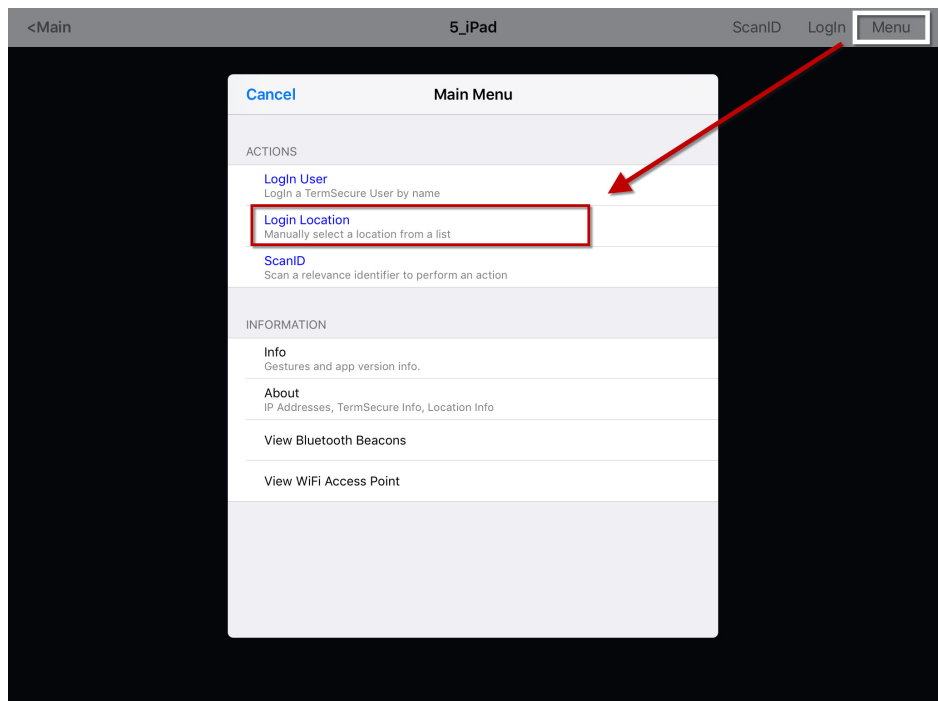 <Main 5_iPad ScanID LogIn Menu
Cancel Main Menu
ACTIONS
LogIn User
LogIn a TermSecure User by name
Login Location
Manually select a location from a list
ScanID
Scan a relevance identifier to perform an action
INFORMATION
Info
Gestures and app version info.
About
IP Addresses, TermSecure Info, Location Info
View Bluetooth Beacons
View WiFi Access Point